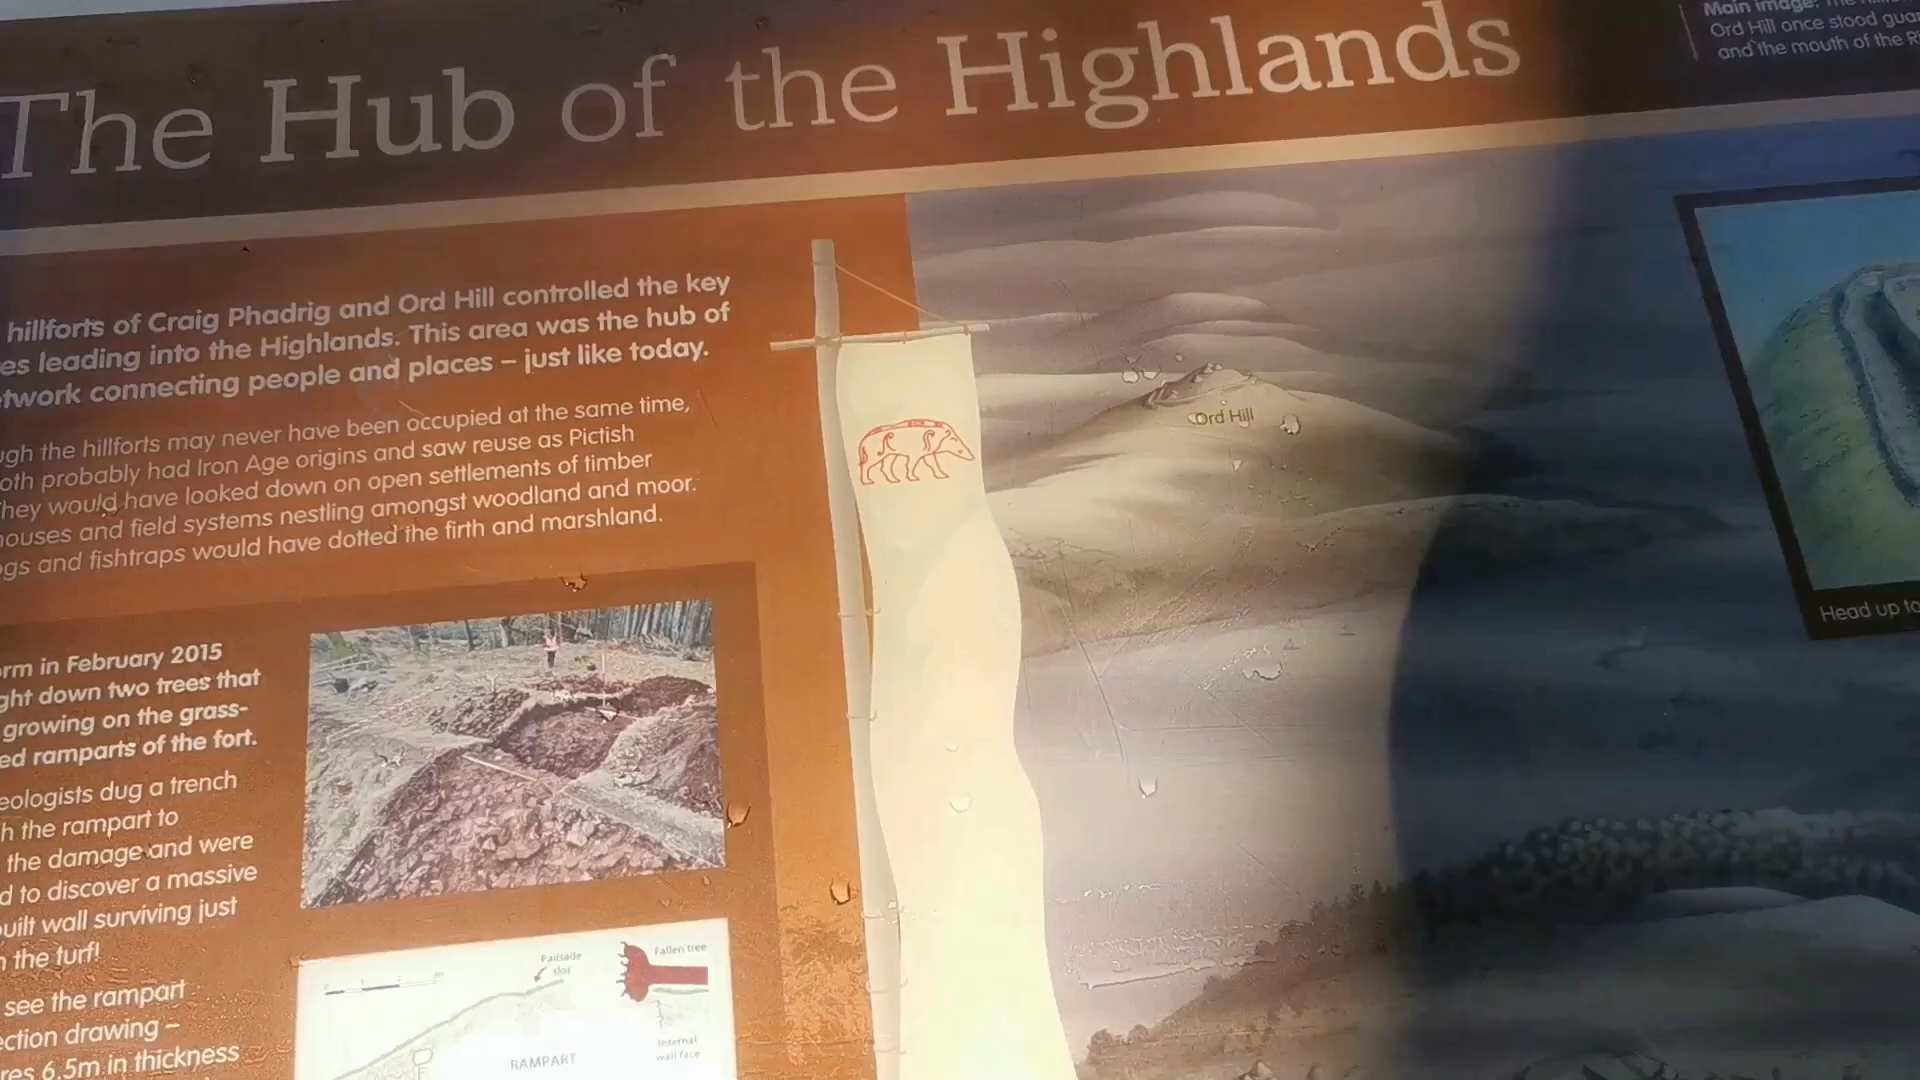 The Hub of the Highlands
Main image:
Ord Hill once stood
and the mouth of the
hillforts of Craig Phadrig and Ord Hill controlled the key
es leading into the Highlands. This area was the hub of
twork connecting people and places – just like today.
ugh the hillforts may never have been occupied at the same time,
oth probably had Iron Age origins and saw reuse as Pictish
They would have looked down on open settlements of timber
houses and field systems nestling amongst woodland and moor.
ogs and fishtraps would have dotted the firth and marshland.
Ord Hill
Head up to
orm in February 2015
ght down two trees that
growing on the grass-
ed ramparts of the fort.
eologists dug a trench
h the rampart to
the damage and were
d to discover a massive
built wall surviving just
h the turf!
see the rampart
ection drawing –
res 6.5m in thickness
Palisade
slot
Fallen tree
Internal
wall face
RAMPART